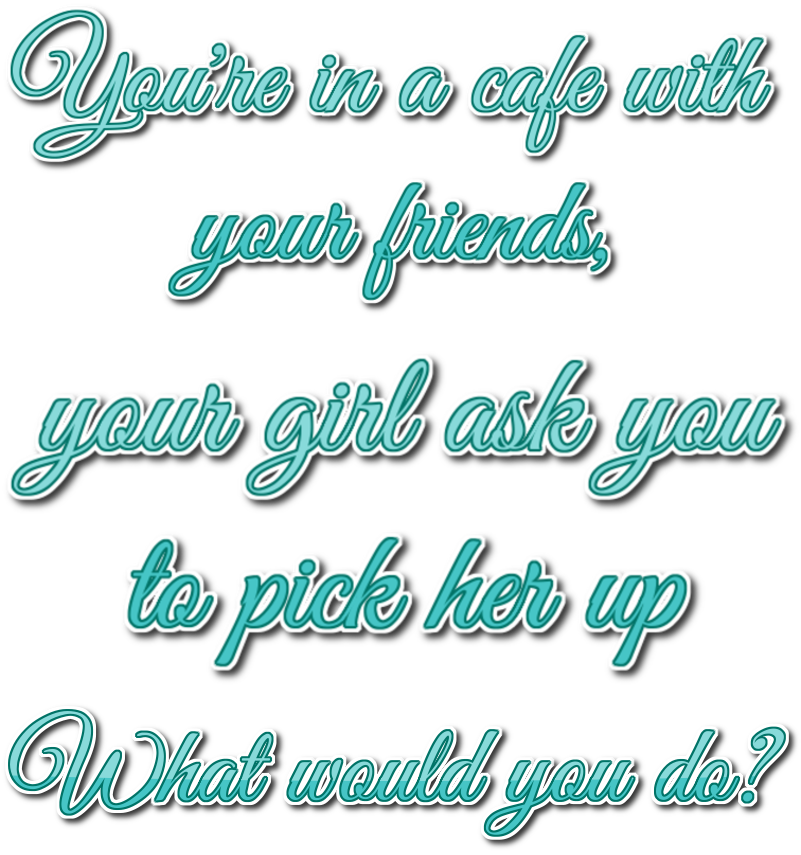 You're in a cafe with
your friends,
your girl ask you
to pick her up
What would you do?